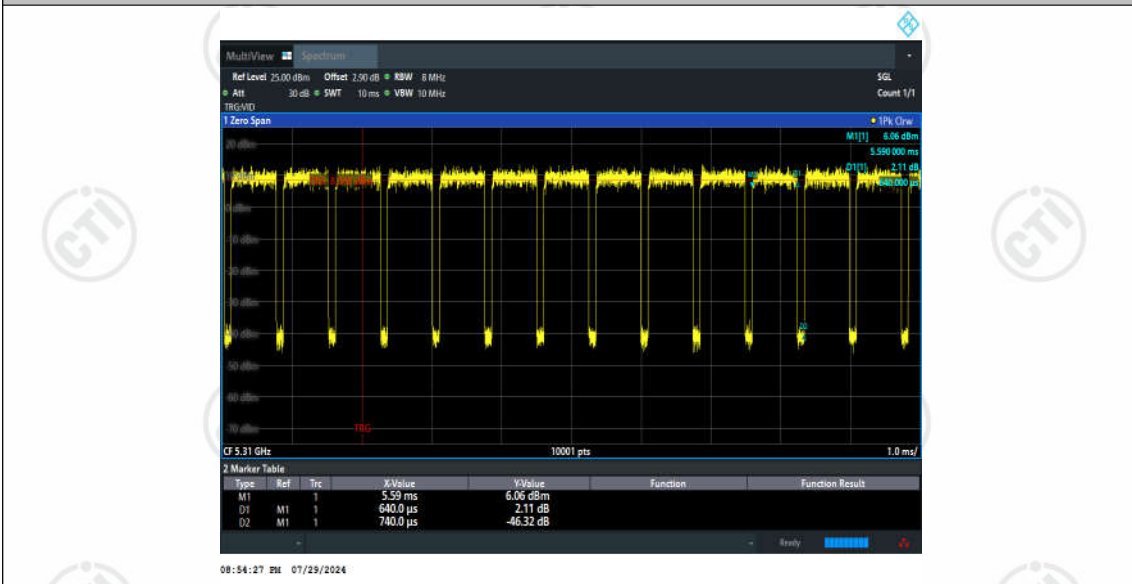 MultiView Spectrum
Ref Level 25.00 dBm Offset 2.90 dB RBW 8 MHz SGL
Att 30 dB SWT 10 ms VBW 10 MHz Count 1/1
TRG:VID
1 Zero Span 1Pk Clrw
M1[1] 6.06 dBm
20 dBm
5.590 000 ms
D1[1] 2.11 dB
640.000 µs
M1 D1
0 dBm
-10 dBm
-20 dBm
-30 dBm
D2
-50 dBm
-60 dBm
-70 dBm
TRG
CF 5.31 GHz 10001 pts 1.0 ms/
2 Marker Table
Type Ref Trc X-Value Y-Value Function Function Result
M1 1 5.59 ms 6.06 dBm
D1 M1 1 640.0 µs 2.11 dB
D2 M1 1 740.0 µs -46.32 dB
Ready
08:54:27 PM 07/29/2024
CTI
CTI